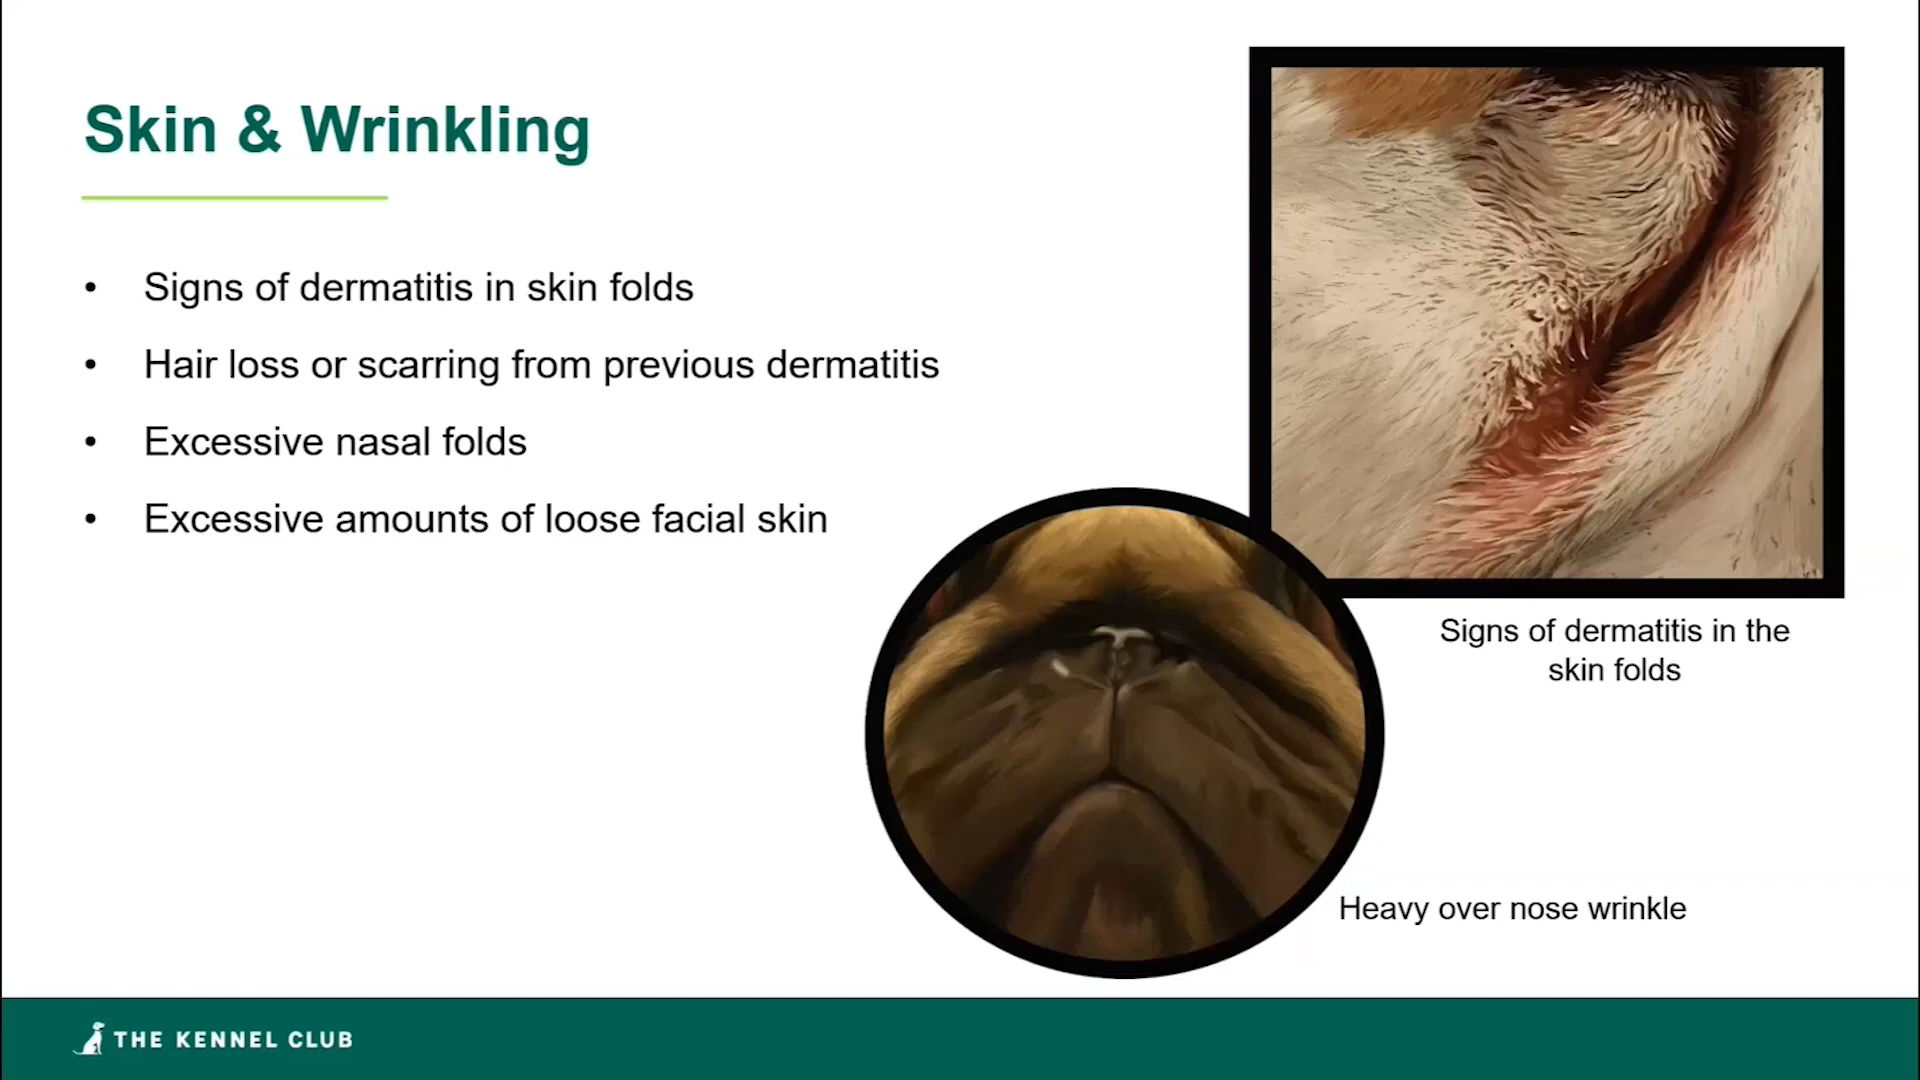 Skin & Wrinkling
• Signs of dermatitis in skin folds
• Hair loss or scarring from previous dermatitis
• Excessive nasal folds
• Excessive amounts of loose facial skin
Signs of dermatitis in the
skin folds
Heavy over nose wrinkle
THE KENNEL CLUB